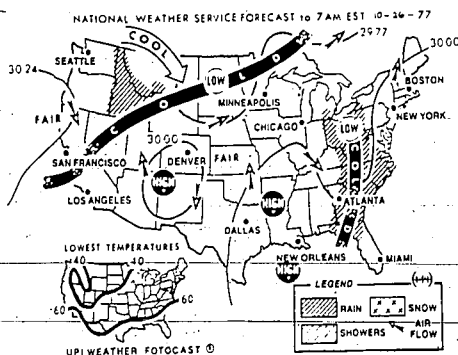 NATIONAL WEATHER SERVICE FORECAST to 7AM EST 10-26-77
SEATTLE
COOL
29.77
30.00
30.24
LOW
BOSTON
MINNEAPOLIS
NEW YORK
FAIR
COLD
CHICAGO
LOW
L
30.00
SAN FRANCISCO
DENVER
FAIR
HIGH
COLD
LOS ANGELES
HIGH
ATLANTA
DALLAS
NEW ORLEANS
MIAMI
HIGH
LOWEST TEMPERATURES
40
40
60
60
LEGEND
RAIN
SNOW
SHOWERS
AIR FLOW
UPI WEATHER FOTOCAST